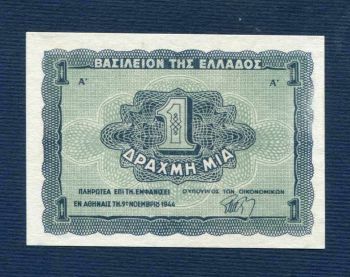 1 ΒΑΣΙΛΕΙΟΝ ΤΗΣ ΕΛΛΑΔΟΣ 1
Α' Α'
1
ΔΡΑΧΜΗ ΜΙΑ
ΠΛΗΡΩΤΕΑ ΕΠΙ ΤΗ, ΕΜΦΑΝΙΣΕΙ Ο ΥΠΟΥΡΓΟΣ ΤΩΝ ΟΙΚΟΝΟΜΙΚΩΝ
ΕΝ ΑΘΗΝΑΙΣ ΤΗ, 9Η ΝΟΕΜΒΡΙΟΥ 1944
1 1